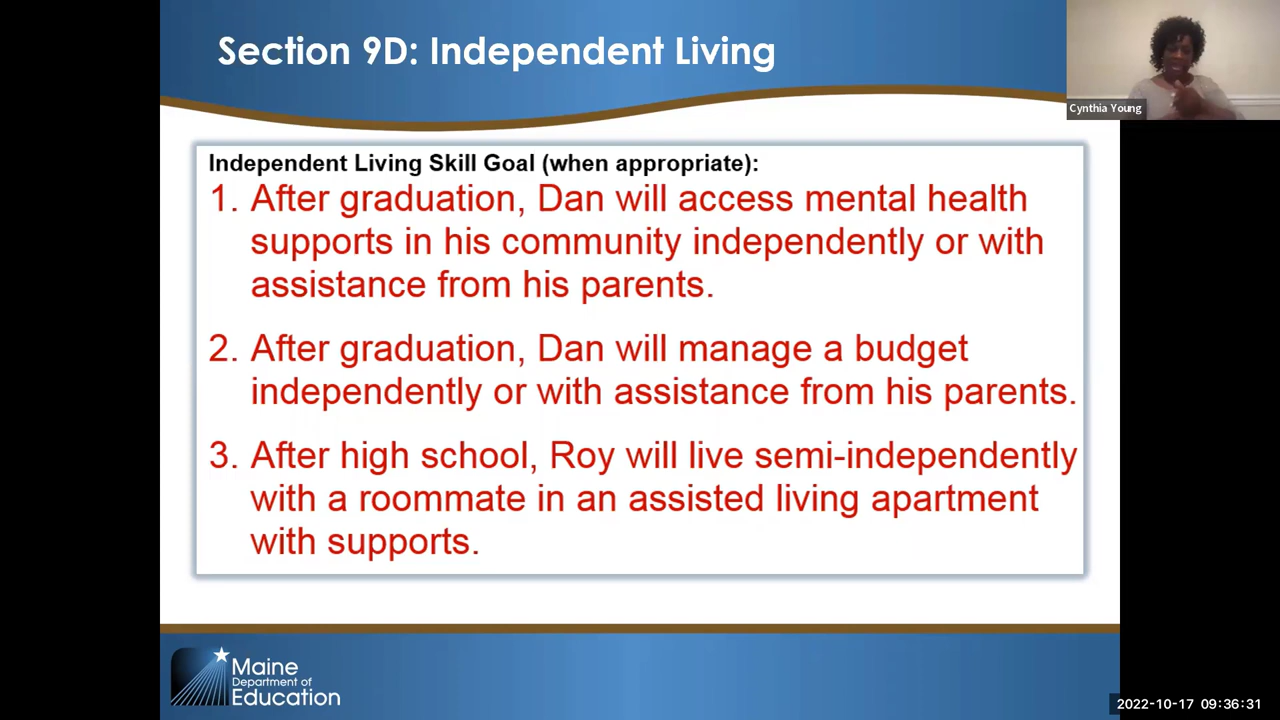 Section 9D: Independent Living
Cynthia Young
Independent Living Skill Goal (when appropriate):
1. After graduation, Dan will access mental health
supports in his community independently or with
assistance from his parents.
2. After graduation, Dan will manage a budget
independently or with assistance from his parents.
3. After high school, Roy will live semi-independently
with a roommate in an assisted living apartment
with supports.
Maine
Department of
Education
2022-10-17 09:36:31